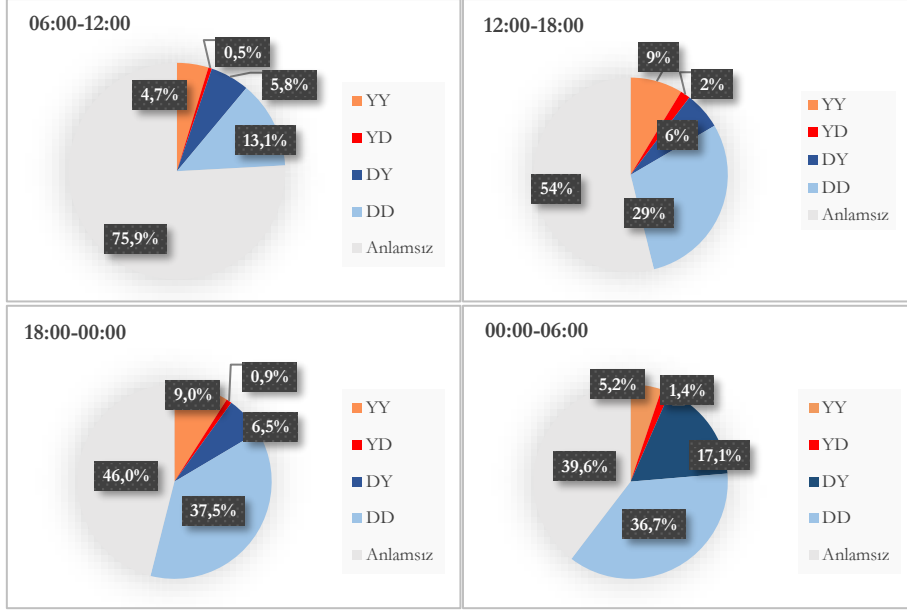 06:00-12:00
0,5%
4,7%
5,8%
13,1%
75,9%
YY
YD
DY
DD
Anlamsız
12:00-18:00
9%
2%
6%
54%
29%
YY
YD
DY
DD
Anlamsız
18:00-00:00
0,9%
9,0%
6,5%
46,0%
37,5%
YY
YD
DY
DD
Anlamsız
00:00-06:00
5,2%
1,4%
17,1%
39,6%
36,7%
YY
YD
DY
DD
Anlamsız